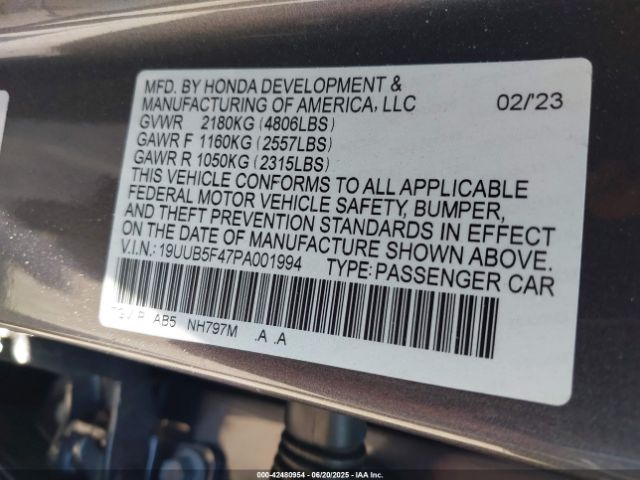 MFD. BY HONDA DEVELOPMENT &
MANUFACTURING OF AMERICA, LLC 02/'23
GVWR 2180KG (4806LBS)
GAWR F 1160KG (2557LBS)
GAWR R 1050KG (2315LBS)
THIS VEHICLE CONFORMS TO ALL APPLICABLE
FEDERAL MOTOR VEHICLE SAFETY, BUMPER,
AND THEFT PREVENTION STANDARDS IN EFFECT
ON THE DATE OF MANUFACTURE SHOWN ABOVE.
V.I.N.: 19UUB5F47PA001994 TYPE: PASSENGER CAR
AB5 NH797M .A .A
000-42480954 - 06/20/2025 - IAA Inc.